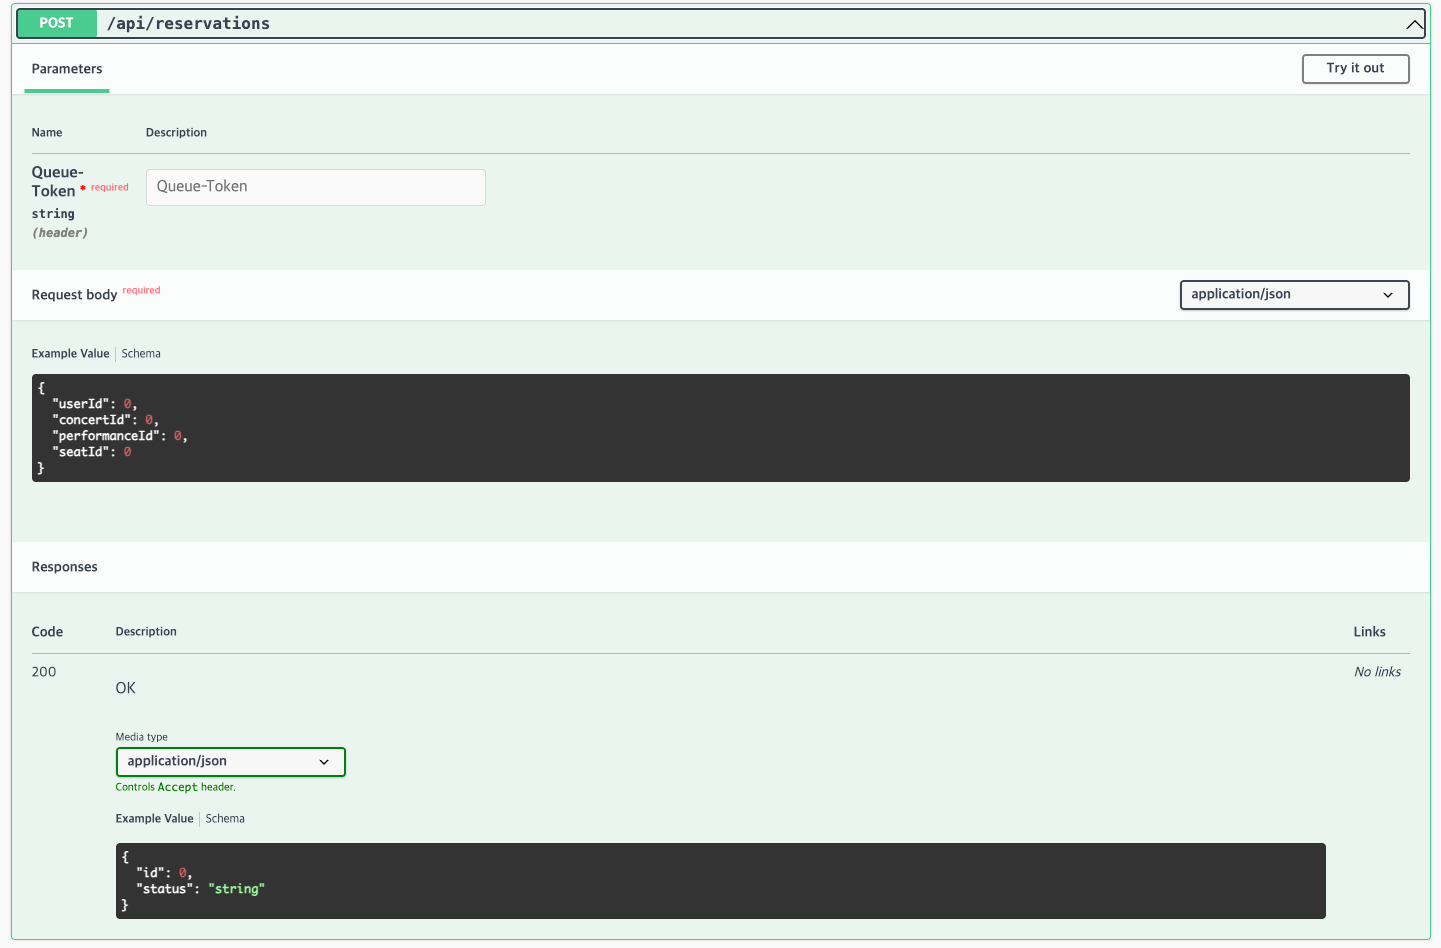 POST /api/reservations
Parameters
Try it out
Name Description
Queue-
Token * required
string
(header)
Queue-Token
Request body required
application/json
Example Value Schema
{
  "userId": 0,
  "concertId": 0,
  "performanceId": 0,
  "seatId": 0
}
Responses
Code Description Links
200
OK
No links
Media type
application/json
Controls Accept header.
Example Value Schema
{
  "id": 0,
  "status": "string"
}